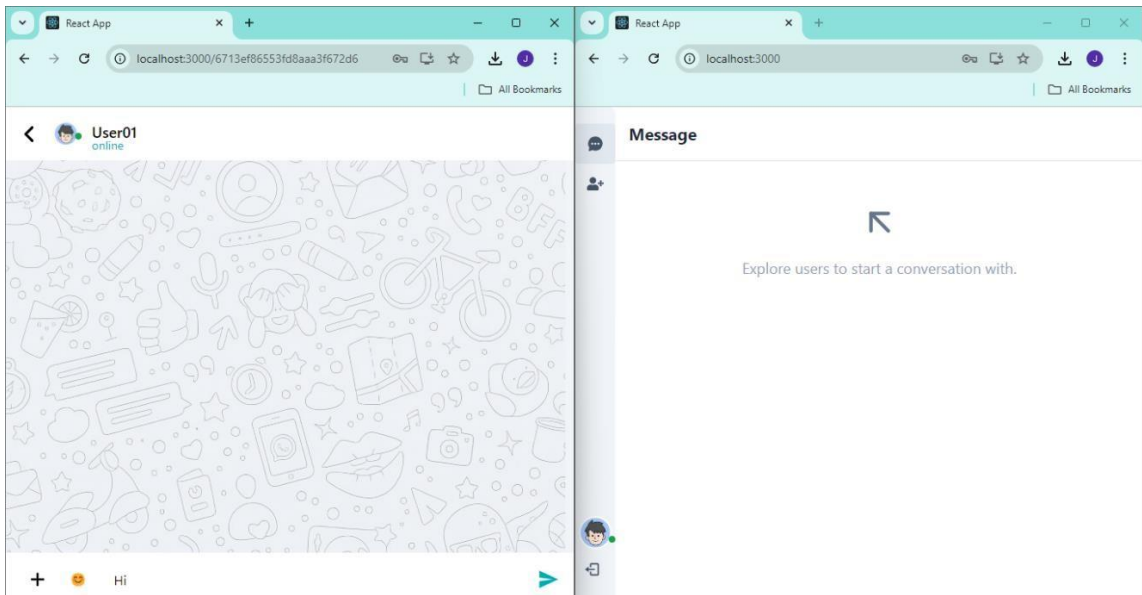 React App
localhost:3000/6713ef86553fd8aaa3f672d6
J
All Bookmarks
User01
online
BFF
Hi
React App
localhost:3000
J
All Bookmarks
Message
Explore users to start a conversation with.